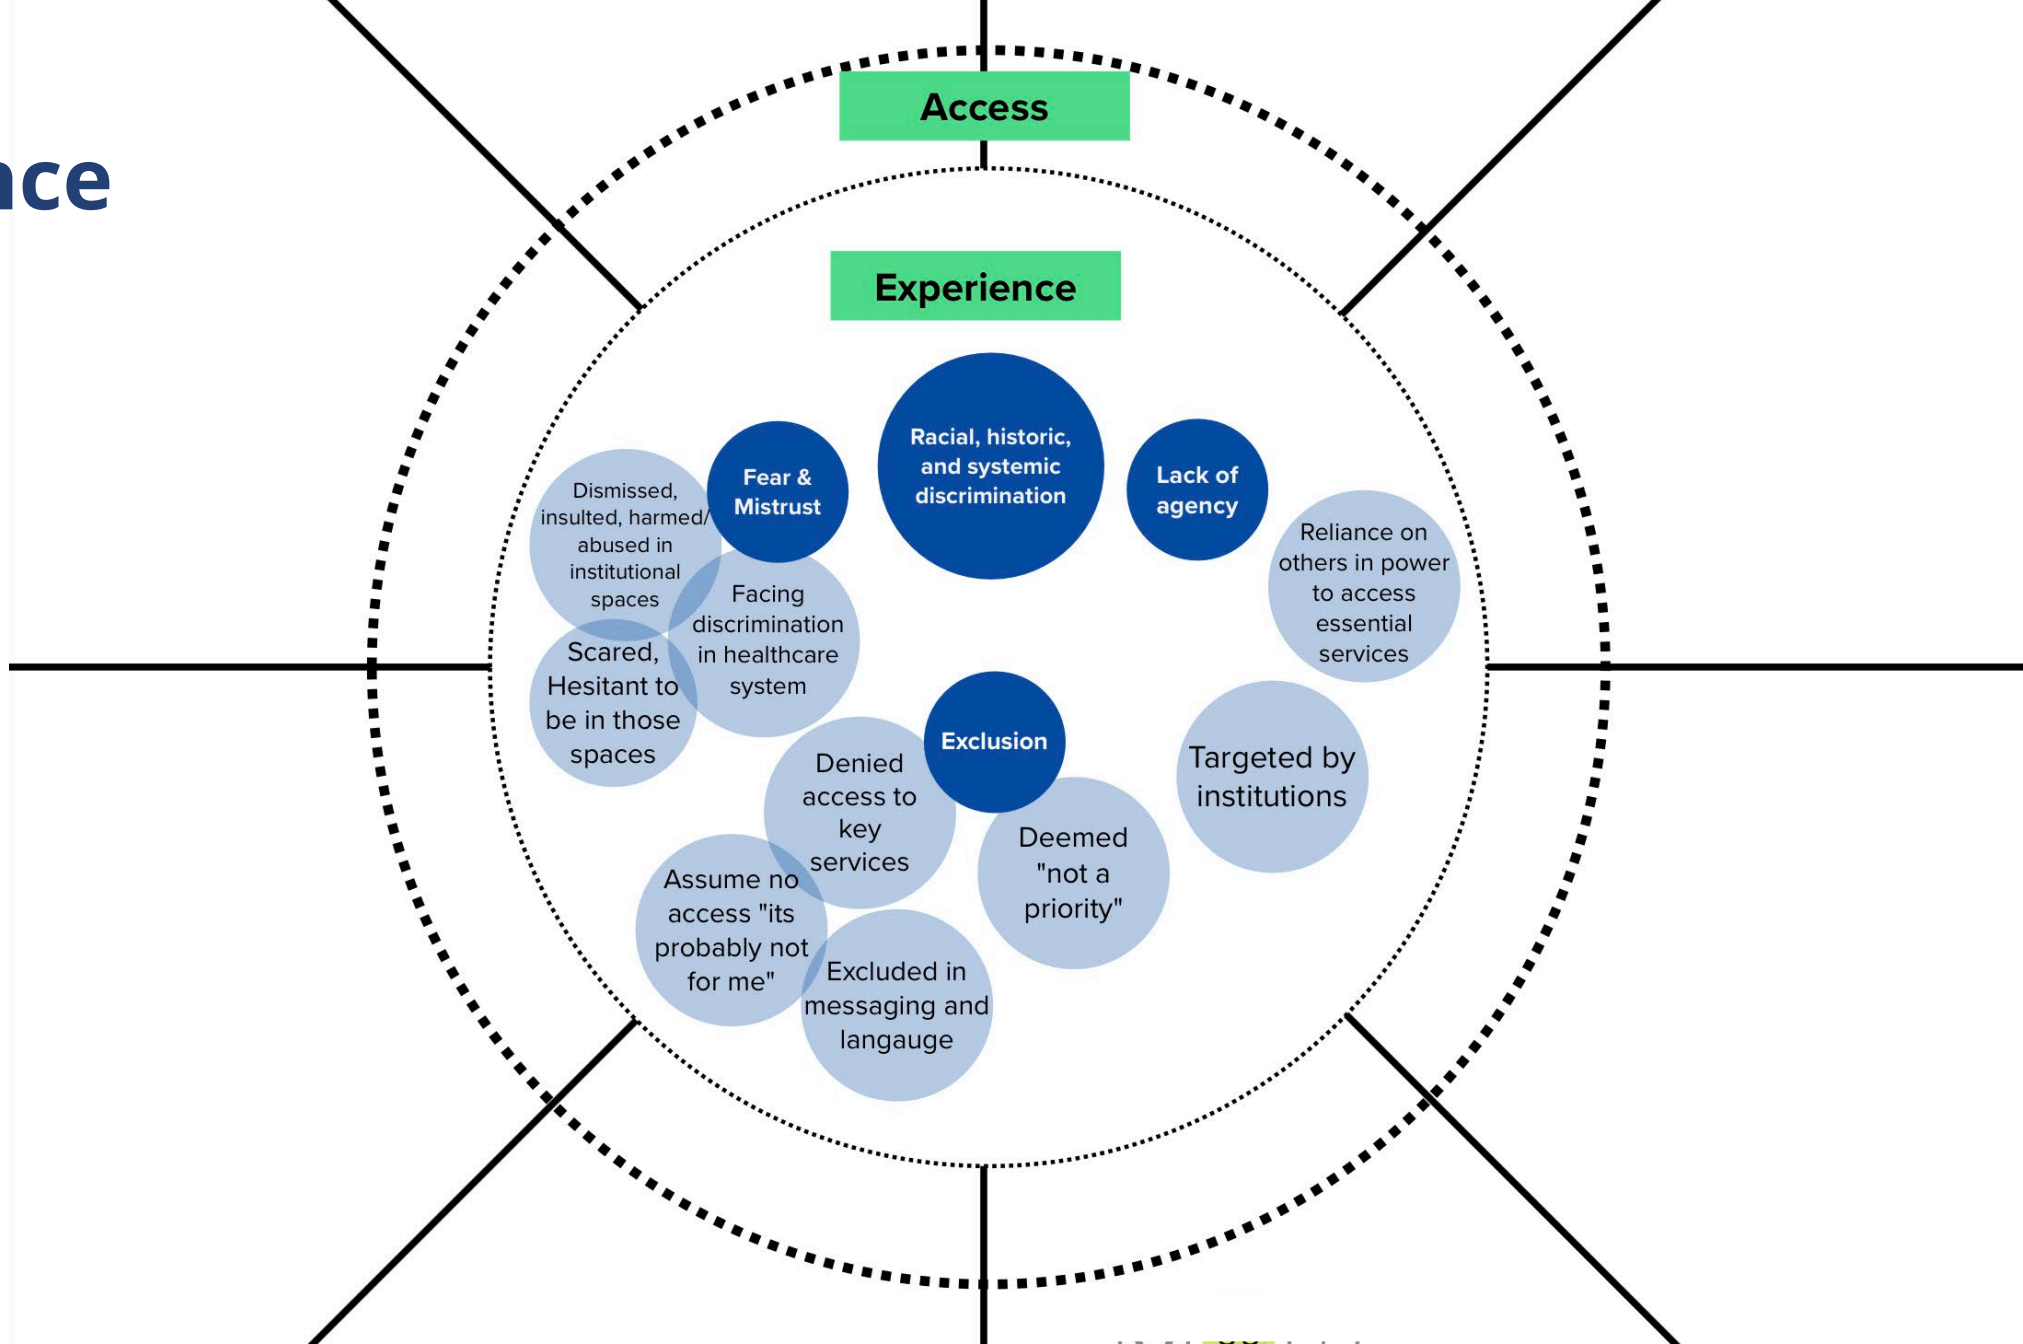 Access
nce
Experience
Racial, historic,
and systemic
discrimination
Fear &
Mistrust
Lack of
agency
Dismissed,
insulted, harmed/
abused in
institutional
spaces
Reliance on
others in power
to access
essential
services
Facing
discrimination
in healthcare
system
Scared,
Hesitant to
be in those
spaces
Exclusion
Targeted by
institutions
Denied
access to
key
services
Deemed
"not a
priority"
Assume no
access "its
probably not
for me"
Excluded in
messaging and
langauge